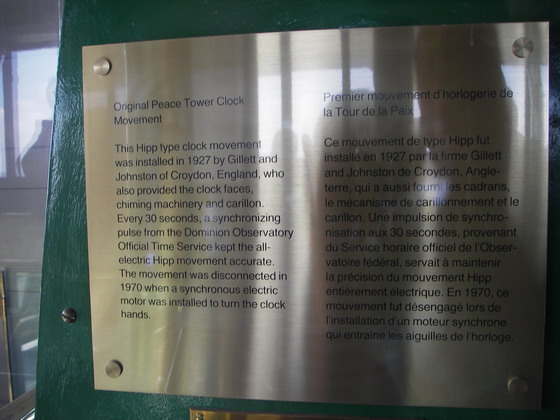 Original Peace Tower Clock
Movement
This Hipp type clock movement
was installed in 1927 by Gillett and
Johnston of Croydon, England, who
also provided the clock faces,
chiming machinery and carillon.
Every 30 seconds, a synchronizing
pulse from the Dominion Observatory
Official Time Service kept the all-
electric Hipp movement accurate.
The movement was disconnected in
1970 when a synchronous electric
motor was installed to turn the clock
hands.
Premier mouvement d'horlogerie de
la Tour de la Paix
Ce mouvement de type Hipp fut
installé en 1927 par la firme Gillett
and Johnston de Croydon, Angle-
terre, qui a aussi fourni les cadrans,
le mécanisme de carillonnement et le
carillon. Une impulsion de synchro-
nisation aux 30 secondes, provenant
du Service horaire officiel de l'Obser-
vatoire fédéral, servait à maintenir
la précision du mouvement Hipp
entièrement électrique. En 1970, ce
mouvement fut désengagé lors de
l'installation d'un moteur synchrone
qui entraîne les aiguilles de l'horloge.